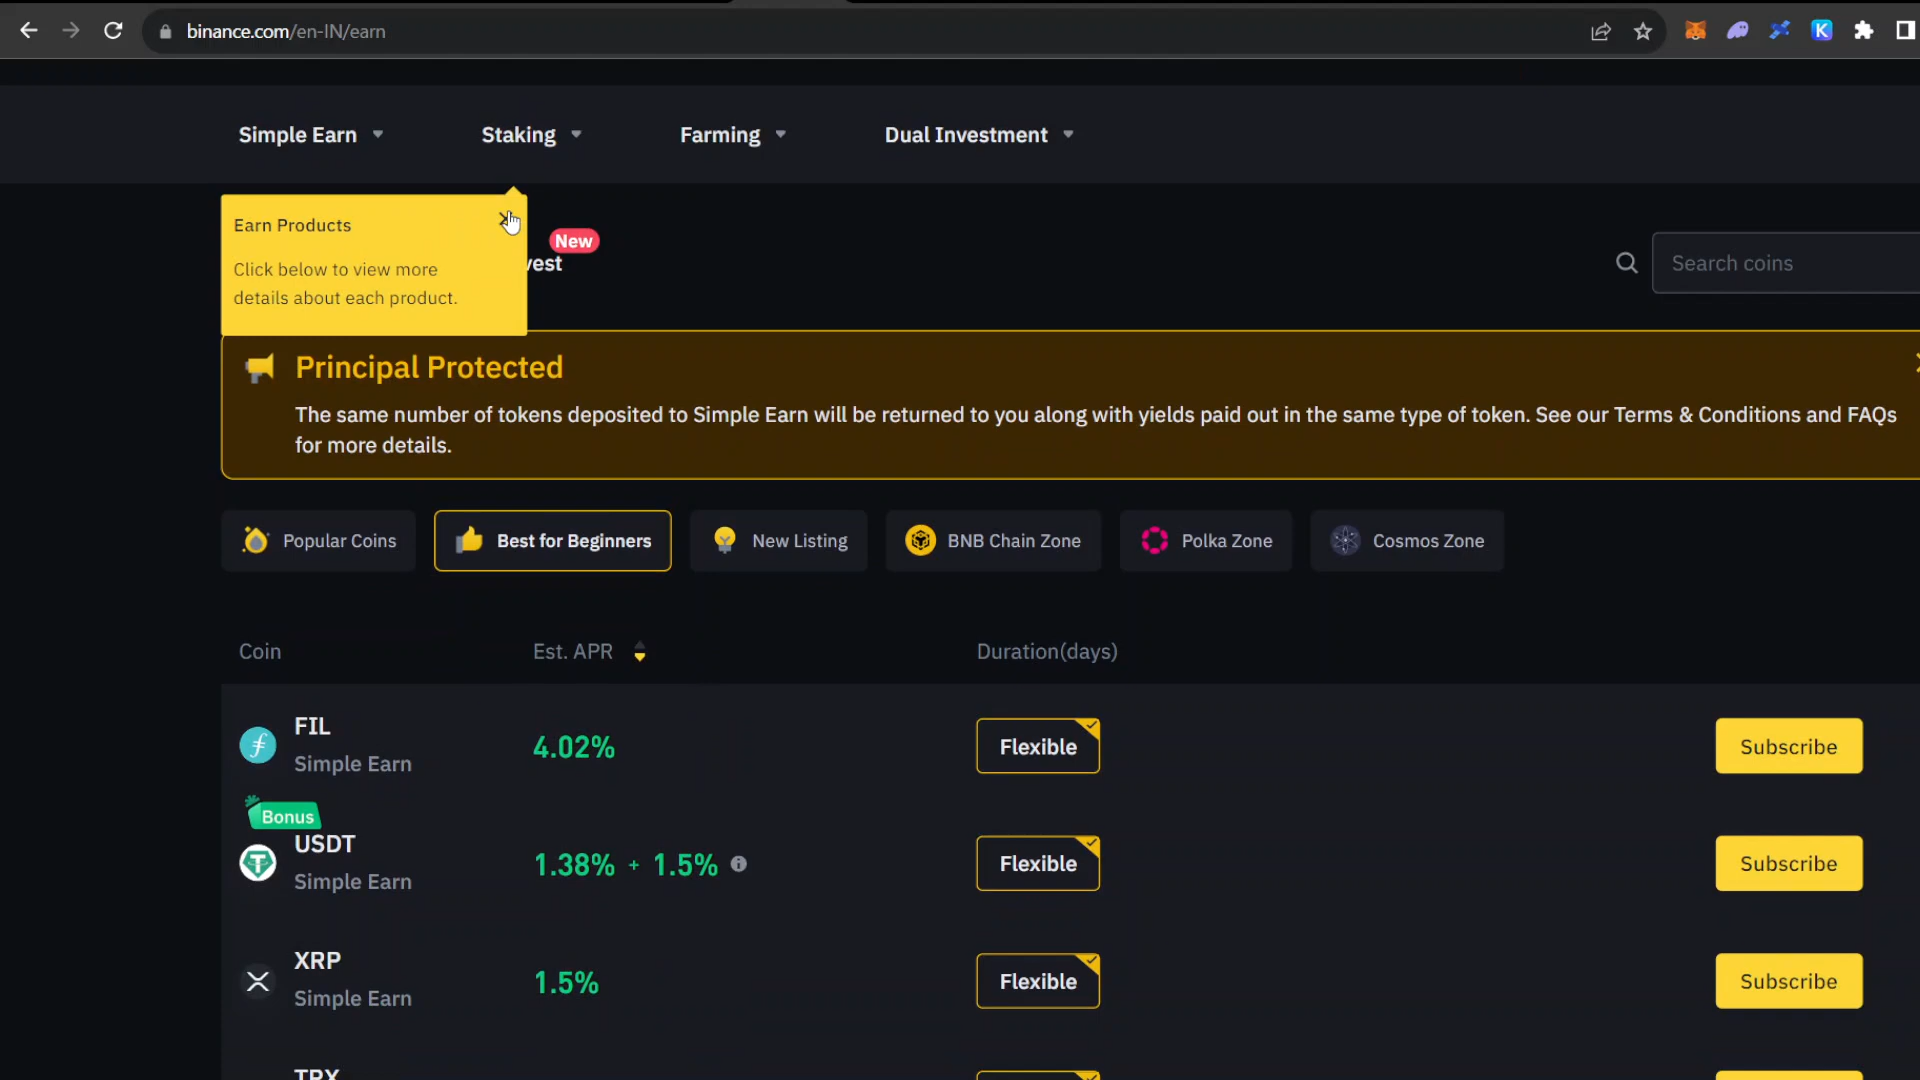 binance.com/en-IN/earn
K
Simple Earn
Staking
Farming
Dual Investment
Earn Products
Click below to view more
details about each product.
New
vest
Search coins
Principal Protected
The same number of tokens deposited to Simple Earn will be returned to you along with yields paid out in the same type of token. See our Terms & Conditions and FAQs
for more details.
Popular Coins
Best for Beginners
New Listing
BNB Chain Zone
Polka Zone
Cosmos Zone
Coin
Est. APR
Duration(days)
FIL
Simple Earn
4.02%
Flexible
Subscribe
Bonus
USDT
Simple Earn
1.38% + 1.5%
Flexible
Subscribe
XRP
Simple Earn
1.5%
Flexible
Subscribe
TRX